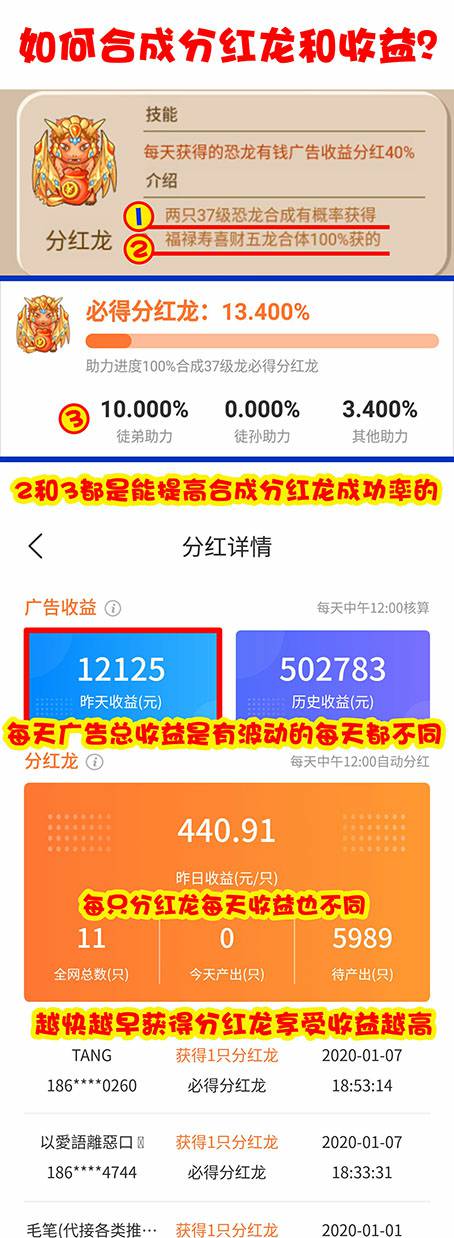 如何合成分红龙和收益?
技能
每天获得的恐龙有钱广告收益分红40%
介绍
1 两只37级恐龙合成有概率获得
分红龙
2 福禄寿喜财五龙合体100%获的
必得分红龙：13.400%
助力进度100%合成37级龙必得分红龙
3 10.000% 0.000% 3.400%
徒弟助力 徒孙助力 其他助力
2和3都是能提高合成分红龙成功率的
分红详情
广告收益 每天中午12:00核算
12125 502783
昨天收益(元) 历史收益(元)
每天广告总收益是有波动的每天都不同
分红龙 每天中午12:00自动分红
440.91
昨日收益(元/只)
每只分红龙每天收益也不同
11 0 5989
全网总数(只) 今天产出(只) 待产出(只)
越快越早获得分红龙享受收益越高
TANG 获得1只分红龙 2020-01-07
186****0260 必得分红龙 18:53:14
以愛語離惡口 获得1只分红龙 2020-01-07
186****4744 必得分红龙 18:33:31
毛笔(代接各类推… 获得1只分红龙 2020-01-01